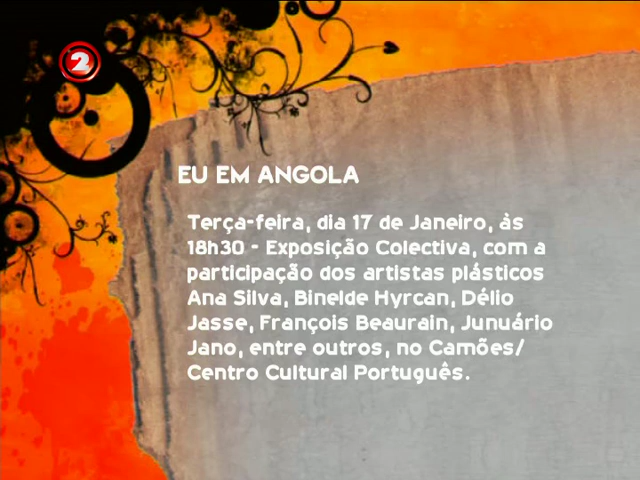 2
EU EM ANGOLA
Terça-feira, dia 17 de Janeiro, às
18h30 - Exposição Colectiva, com a
participação dos artistas plásticos
Ana Silva, Binelde Hyrcan, Délio
Jasse, François Beaurain, Junuário
Jano, entre outros, no Camões/
Centro Cultural Português.